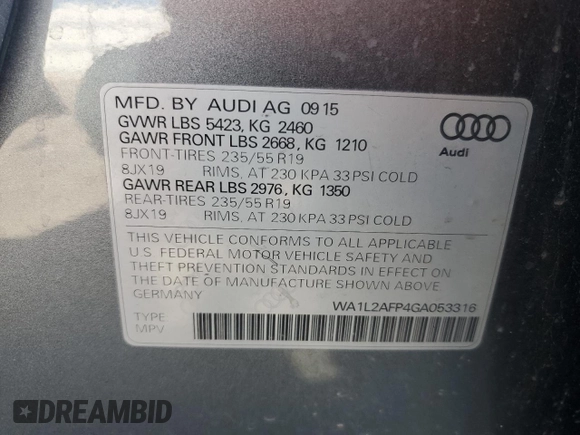 MFD. BY AUDI AG 09 15
GVWR LBS 5423, KG 2460
GAWR FRONT LBS 2668, KG 1210
FRONT-TIRES 235/55 R19
8JX19 RIMS, AT 230 KPA 33 PSI COLD
GAWR REAR LBS 2976, KG 1350
REAR-TIRES 235/55 R19
8JX19 RIMS, AT 230 KPA 33 PSI COLD
Audi
THIS VEHICLE CONFORMS TO ALL APPLICABLE
U.S. FEDERAL MOTOR VEHICLE SAFETY AND
THEFT PREVENTION STANDARDS IN EFFECT ON
THE DATE OF MANUFACTURE SHOWN ABOVE
GERMANY
WA1L2AFP4GA053316
TYPE
MPV
DREAMBID